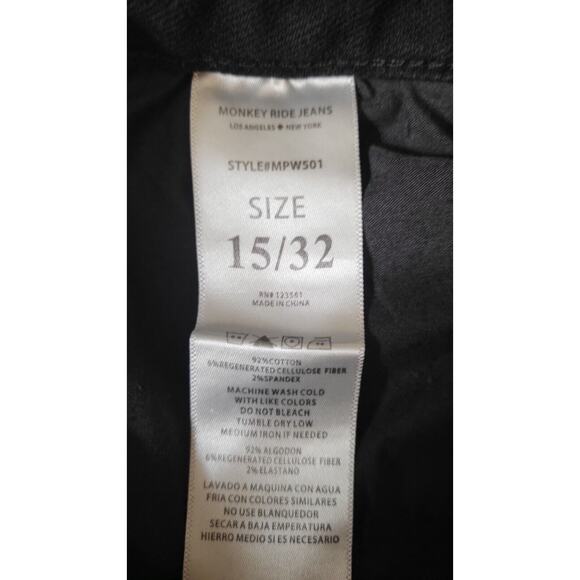 MONKEY RIDE JEANS
LOS ANGELES ◆ NEW YORK
STYLE#MPW501
SIZE
15/32
RN# 123561
MADE IN CHINA
92% COTTON
6% REGENERATED CELLULOSE FIBER
2% SPANDEX
MACHINE WASH COLD
WITH LIKE COLORS
DO NOT BLEACH
TUMBLE DRY LOW
MEDIUM IRON IF NEEDED
92% ALGODON
6%REGENERATED CELLULOSE FIBER
2% ELASTANO
LAVADO A MAQUINA CON AGUA
FRIA CON COLORES SIMILARES
NO USE BLANQUEDOR
SECAR A BAJA EMPERATURA
HIERRO MEDIO SI ES NECESARIO